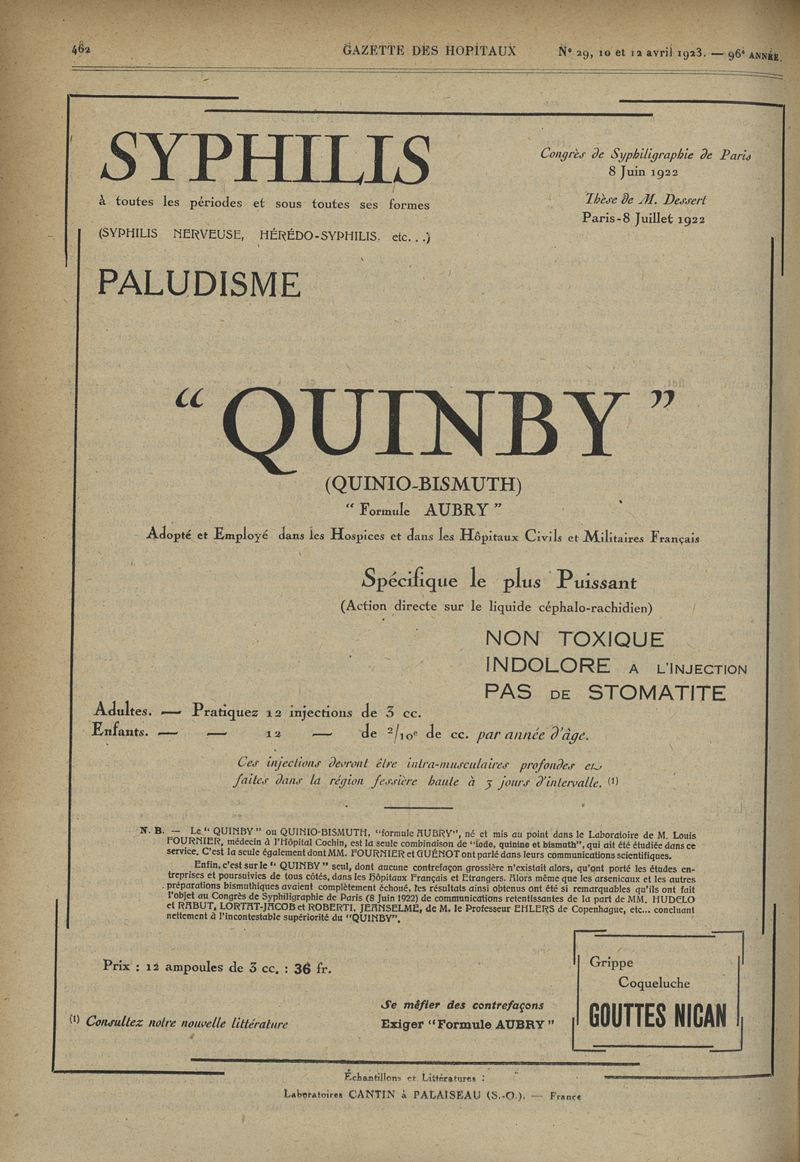 462
GAZETTE DES HOPITAUX
N° 29, 10 et 12 avril 1923. — 96e ANNÉE.
SYPHILIS
à toutes les périodes et sous toutes ses formes
(SYPHILIS NERVEUSE, HÉRÉDO-SYPHILIS, etc...)
Congrès de Syphiligraphie de Paris
8 Juin 1922
Thèse de M. Dessert
Paris-8 Juillet 1922
PALUDISME
“QUINBY”
(QUINIO-BISMUTH)
“Formule AUBRY”
Adopté et Employé dans les Hospices et dans les Hôpitaux Civils et Militaires Français
Spécifique le plus Puissant
(Action directe sur le liquide céphalo-rachidien)
NON TOXIQUE
INDOLORE A L'INJECTION
PAS DE STOMATITE
Adultes. — Pratiquez 12 injections de 3 cc.
Enfants. — — 12 — de 2/10e de cc. par année d'âge.
Ces injections devront être intra-musculaires profondes et
faites dans la région fessière haute à 3 jours d'intervalle. (1)
N. B. — Le “QUINBY” ou QUINIO-BISMUTH, “formule AUBRY”, né et mis au point dans le Laboratoire de M. Louis
FOURNIER, médecin à l'Hôpital Cochin, est la seule combinaison de “iode, quinine et bismuth”, qui ait été étudiée dans ce
service. C'est la seule également dont MM. FOURNIER et GUÉNOT ont parlé dans leurs communications scientifiques.
Enfin, c'est sur le “QUINBY” seul, dont aucune contrefaçon grossière n'existait alors, qu'ont porté les études en-
treprises et poursuivies de tous côtés, dans les Hôpitaux Français et Etrangers. Alors même que les arsenicaux et les autres
préparations bismuthiques avaient complètement échoué, les résultats ainsi obtenus ont été si remarquables qu'ils ont fait
l'objet au Congrès de Syphiligraphie de Paris (8 Juin 1922) de communications retentissantes de la part de MM. HUDELO
et RABUT, LORTAT-JACOB et ROBERTI, JEANSELME, de M. le Professeur EHLERS de Copenhague, etc... concluant
nettement à l'incontestable supériorité du “QUINBY”.
Prix : 12 ampoules de 3 cc. : 36 fr.
(1) Consultez notre nouvelle littérature
Se méfier des contrefaçons
Exiger “Formule AUBRY”
Grippe
Coqueluche
GOUTTES NICAN
Échantillons et Littératures :
Laboratoires CANTIN à PALAISEAU (S.-O.). — France